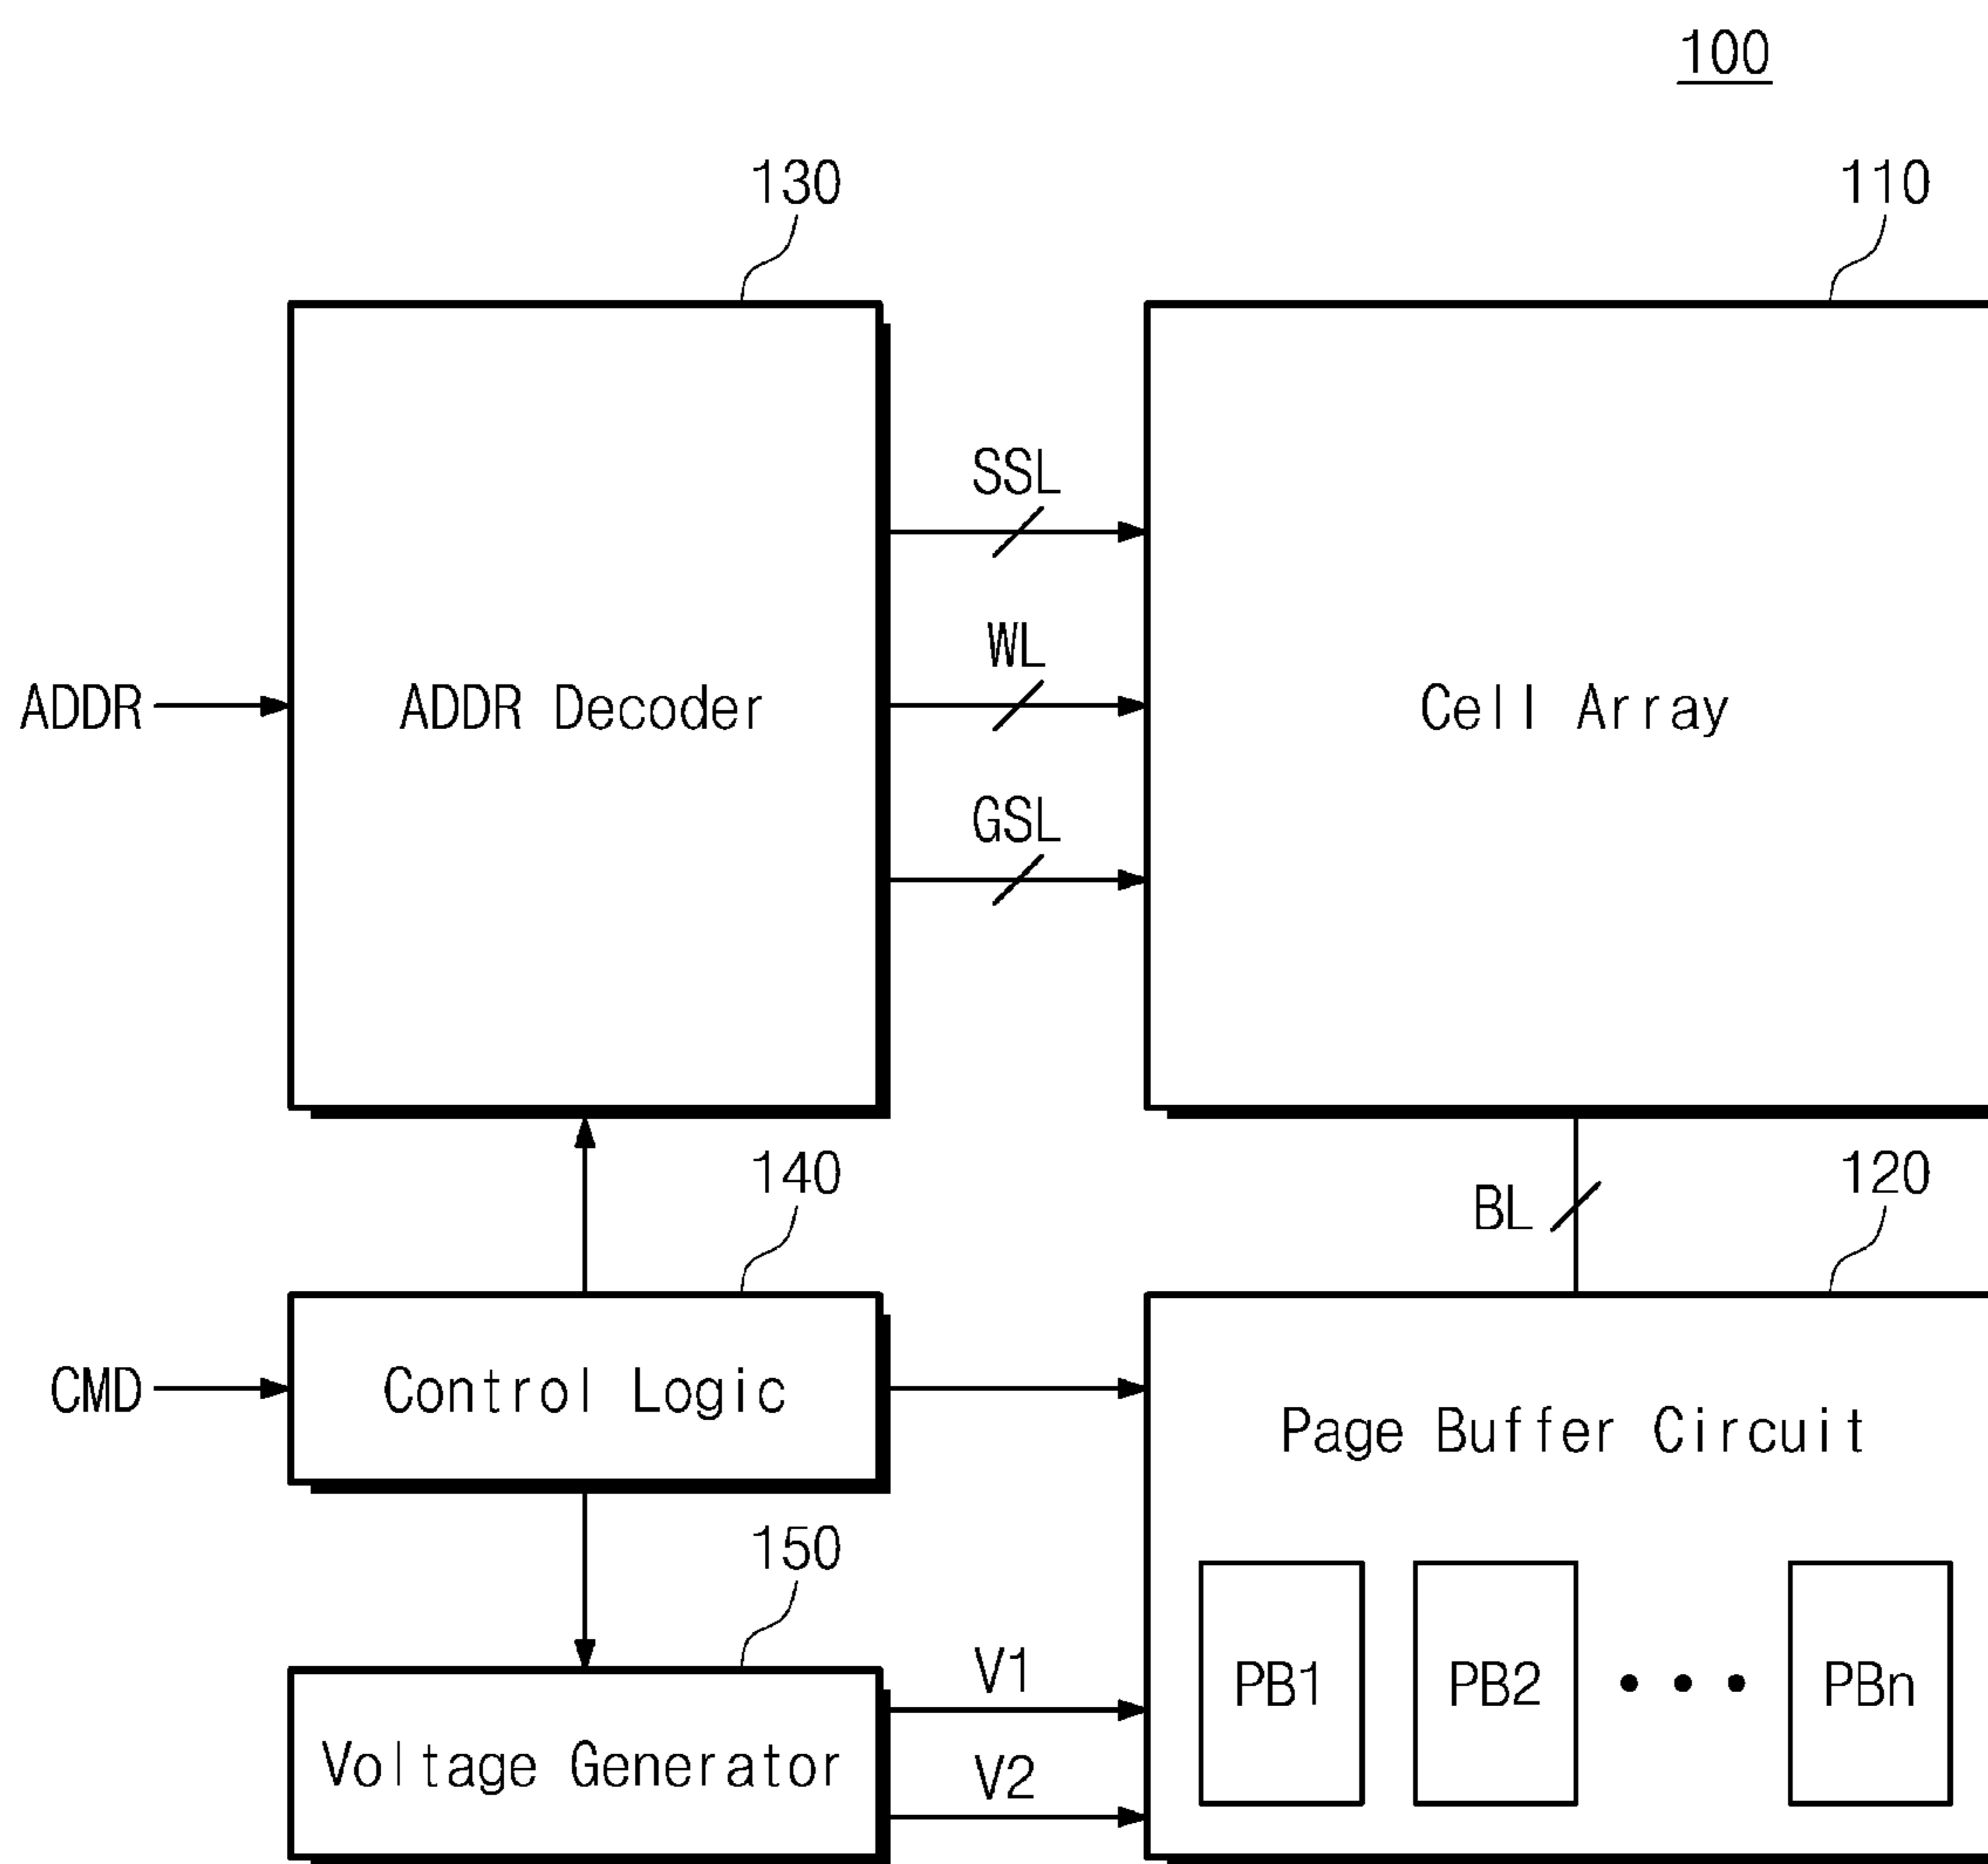 100
130
110
SSL
WL
ADDR
ADDR Decoder
Cell Array
GSL
140
120
BL
CMD
Control Logic
Page Buffer Circuit
150
V1
PB1
PB2
• • •
PBn
Voltage Generator
V2